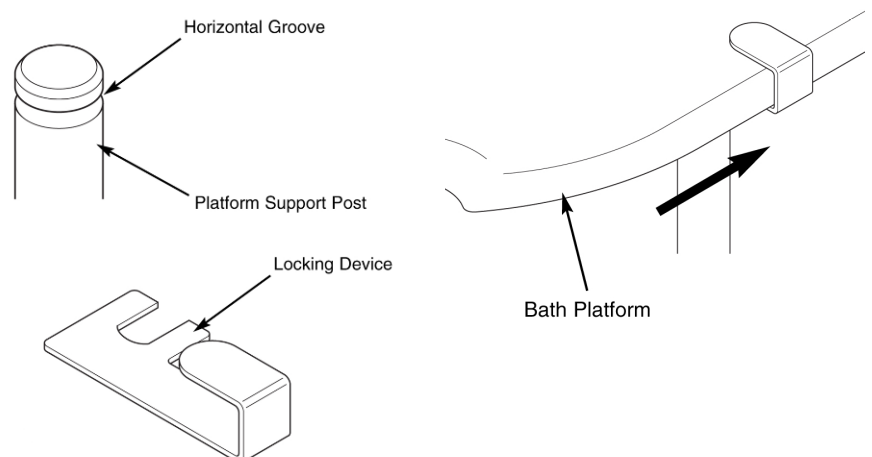 Horizontal Groove
Platform Support Post
Locking Device
Bath Platform